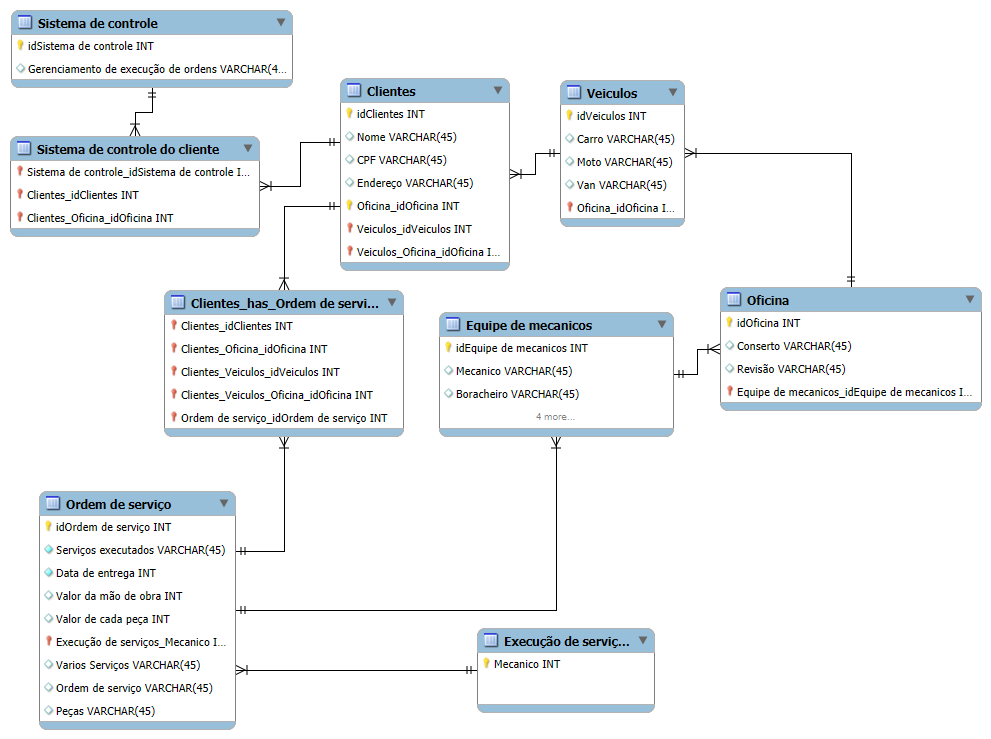 Sistema de controle
idSistema de controle INT
Gerenciamento de execução de ordens VARCHAR(4...
Sistema de controle do cliente
Sistema de controle_idSistema de controle I...
Clientes_idClientes INT
Clientes_Oficina_idOficina INT
Clientes
idClientes INT
Nome VARCHAR(45)
CPF VARCHAR(45)
Endereço VARCHAR(45)
Oficina_idOficina INT
Veiculos_idVeiculos INT
Veiculos_Oficina_idOficina I...
Veiculos
idVeiculos INT
Carro VARCHAR(45)
Moto VARCHAR(45)
Van VARCHAR(45)
Oficina_idOficina I...
Clientes_has_Ordem de servi...
Clientes_idClientes INT
Clientes_Oficina_idOficina INT
Clientes_Veiculos_idVeiculos INT
Clientes_Veiculos_Oficina_idOficina INT
Ordem de serviço_idOrdem de serviço INT
Equipe de mecanicos
idEquipe de mecanicos INT
Mecanico VARCHAR(45)
Boracheiro VARCHAR(45)
4 more...
Oficina
idOficina INT
Conserto VARCHAR(45)
Revisão VARCHAR(45)
Equipe de mecanicos_idEquipe de mecanicos I...
Ordem de serviço
idOrdem de serviço INT
Serviços executados VARCHAR(45)
Data de entrega INT
Valor da mão de obra INT
Valor de cada peça INT
Execução de serviços_Mecanico I...
Varios Serviços VARCHAR(45)
Ordem de serviço VARCHAR(45)
Peças VARCHAR(45)
Execução de serviç...
Mecanico INT